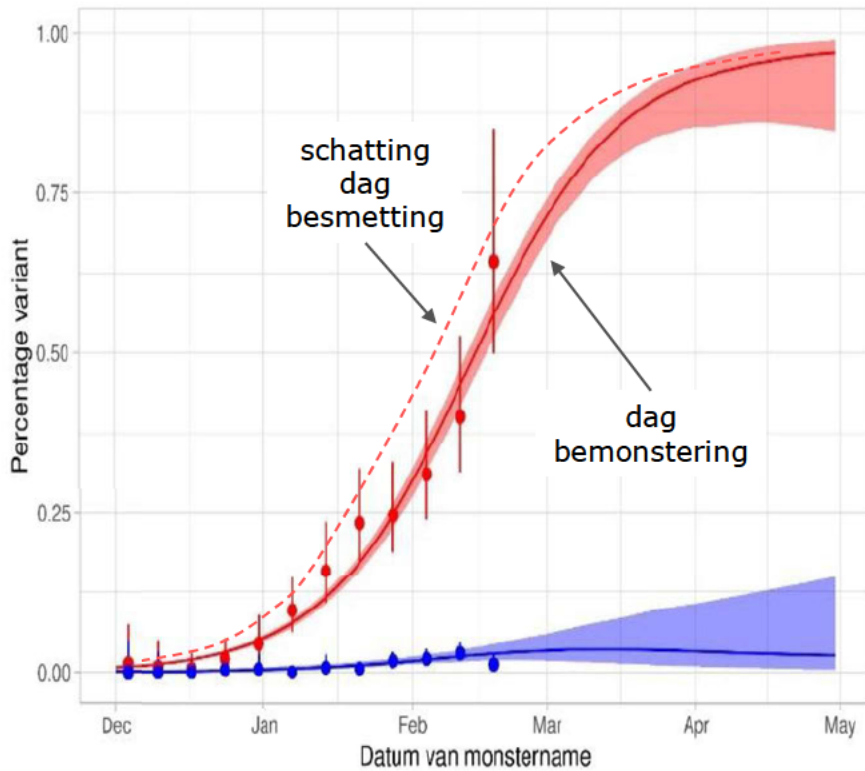 1.00
schatting
dag
besmetting
0.75
Percentage variant
0.50
dag
bemonstering
0.25
0.00
Dec
Jan
Feb
Mar
Apr
May
Datum van monstername